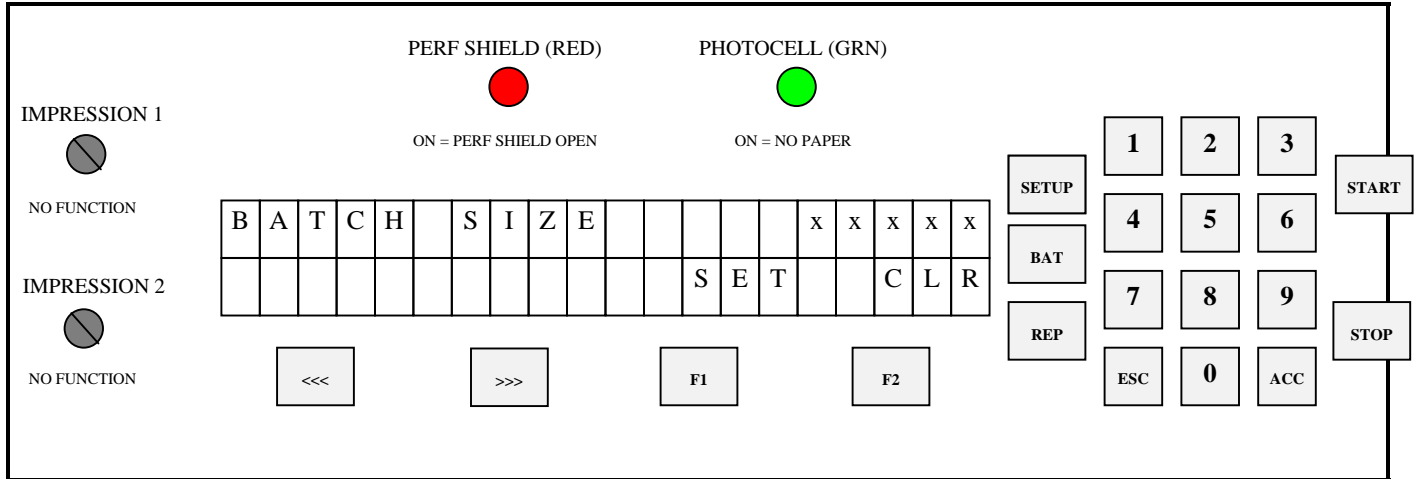 PERF SHIELD (RED)
PHOTOCELL (GRN)
IMPRESSION 1
ON = PERF SHIELD OPEN
ON = NO PAPER
NO FUNCTION
BATCH SIZE xxxxx
SET CLR
IMPRESSION 2
NO FUNCTION
<<< >>> F1 F2
SETUP
BAT
REP
1 2 3
4 5 6
7 8 9
ESC 0 ACC
START
STOP